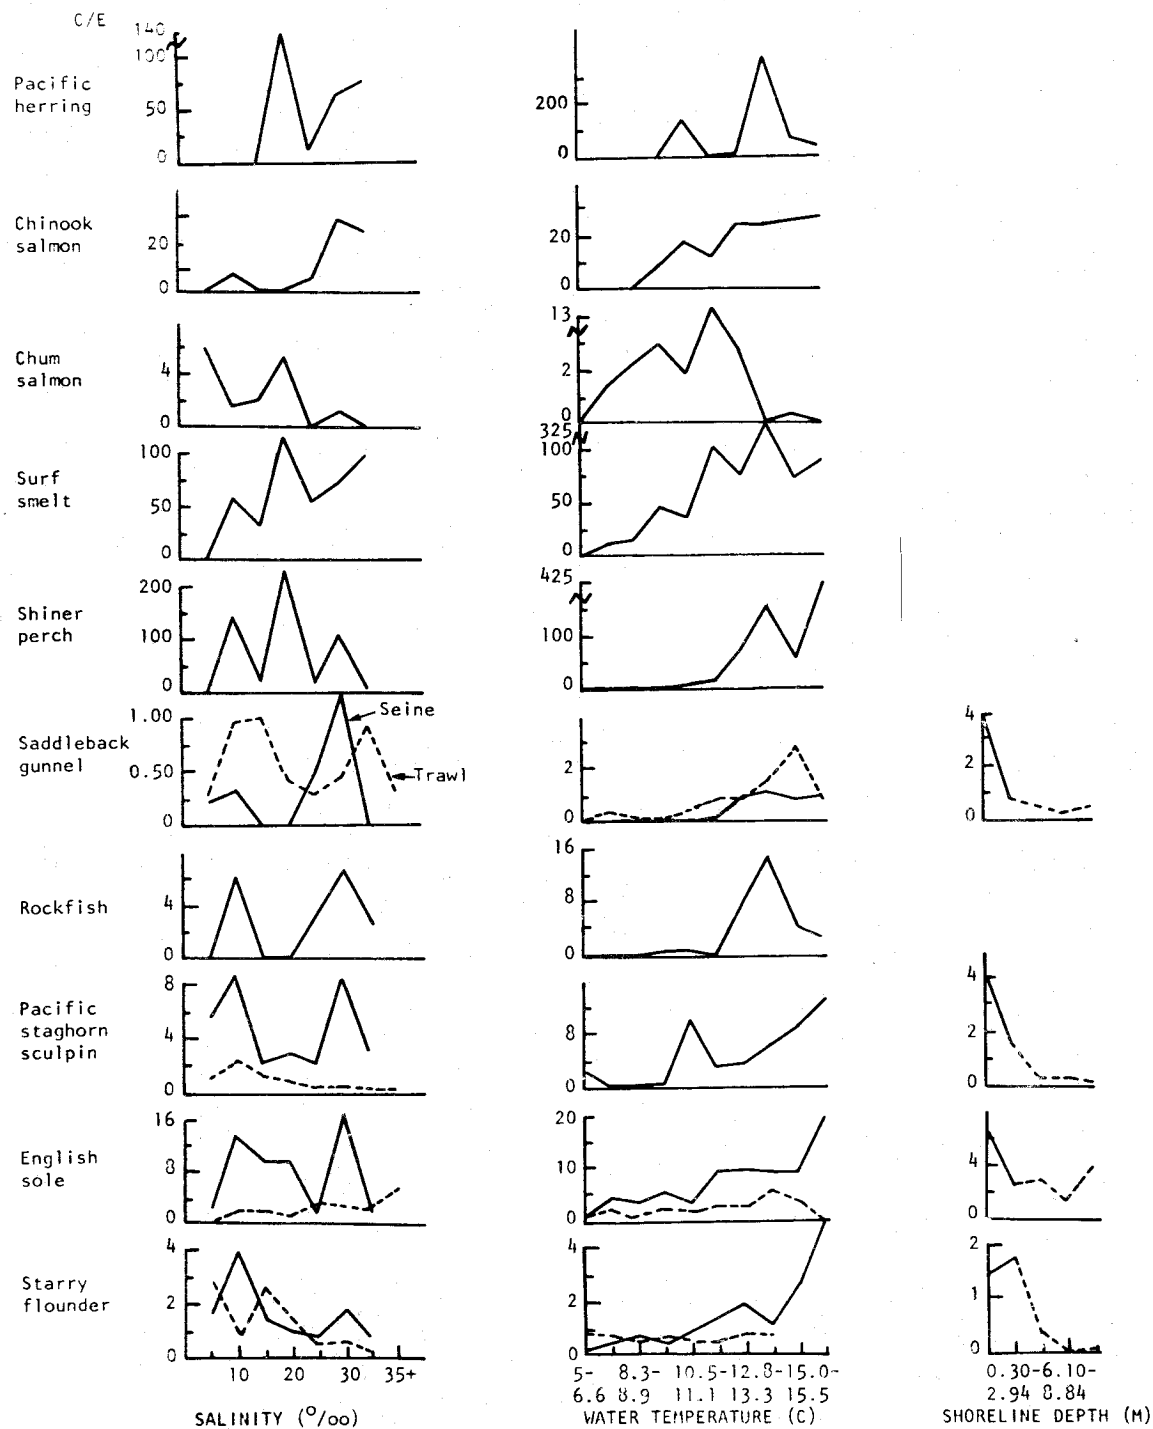 C/E
Pacific
herring
140
100
50
0
200
0
Chinook
salmon
20
0
20
0
Chum
salmon
4
0
13
2
0
Surf
smelt
100
50
0
325
100
50
0
Shiner
perch
200
100
0
425
100
0
Saddleback
gunnel
1.00
0.50
0
Seine
Trawl
2
0
4
2
0
Rockfish
4
0
16
8
0
Pacific
staghorn
sculpin
8
4
0
8
0
4
2
0
English
sole
16
8
0
20
10
0
4
0
Starry
flounder
4
2
0
4
2
0
2
1
0
10 20 30 35+
SALINITY (O/oo)
5- 8.3- 10.5- 12.8- 15.0-
6.6 8.9 11.1 13.3 15.5
WATER TEMPERATURE (C)
0.30- 6.10-
2.94 8.84
SHORELINE DEPTH (M)